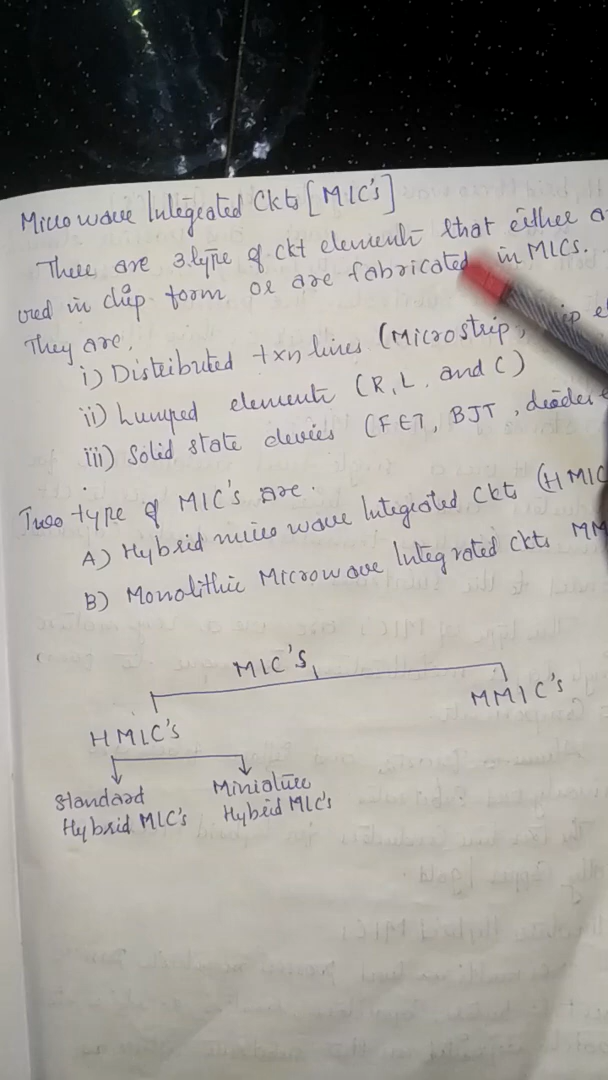 Microwave Integrated Ckts [MIC's]
There are 3 type of ckt elements that either a
used in chip form or are fabricated in MICs.
They are,
i) Distributed txn lines (Microstrip,
ii) Lumped elements (R, L, and C)
iii) Solid state devices (FET, BJT, diodes
Two type of MIC's are.
A) Hybrid micro wave Integrated Ckts (HMIC
B) Monolithic Microwave Integrated Ckts MM
MIC'S,
HMIC's MMIC's
Standard Hybrid MIC's
Miniature Hybrid MIC's